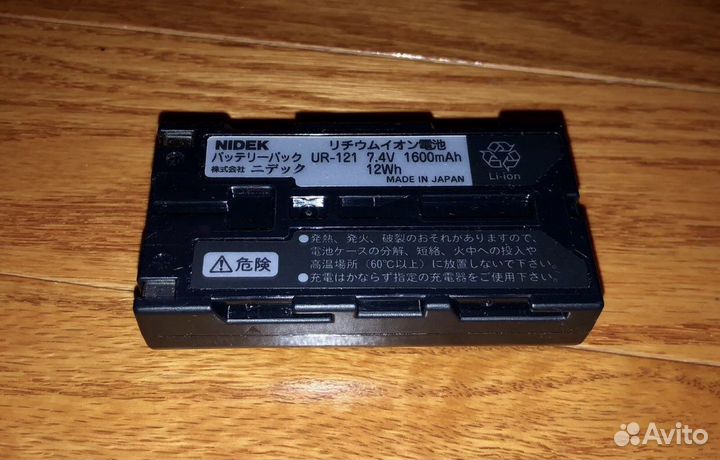 NIDEK リチウムイオン電池
バッテリーパック UR-121 7.4V 1600mAh
株式会社 ニデック 12Wh
MADE IN JAPAN
Li-ion
⚠危険
●発熱、発火、破裂のおそれがありますので、
電池ケースの分解、短絡、火中への投入や
高温場所（60℃以上）に放置しないで下さい。
●充電はかならず指定の充電器をご使用下さい。
Avito